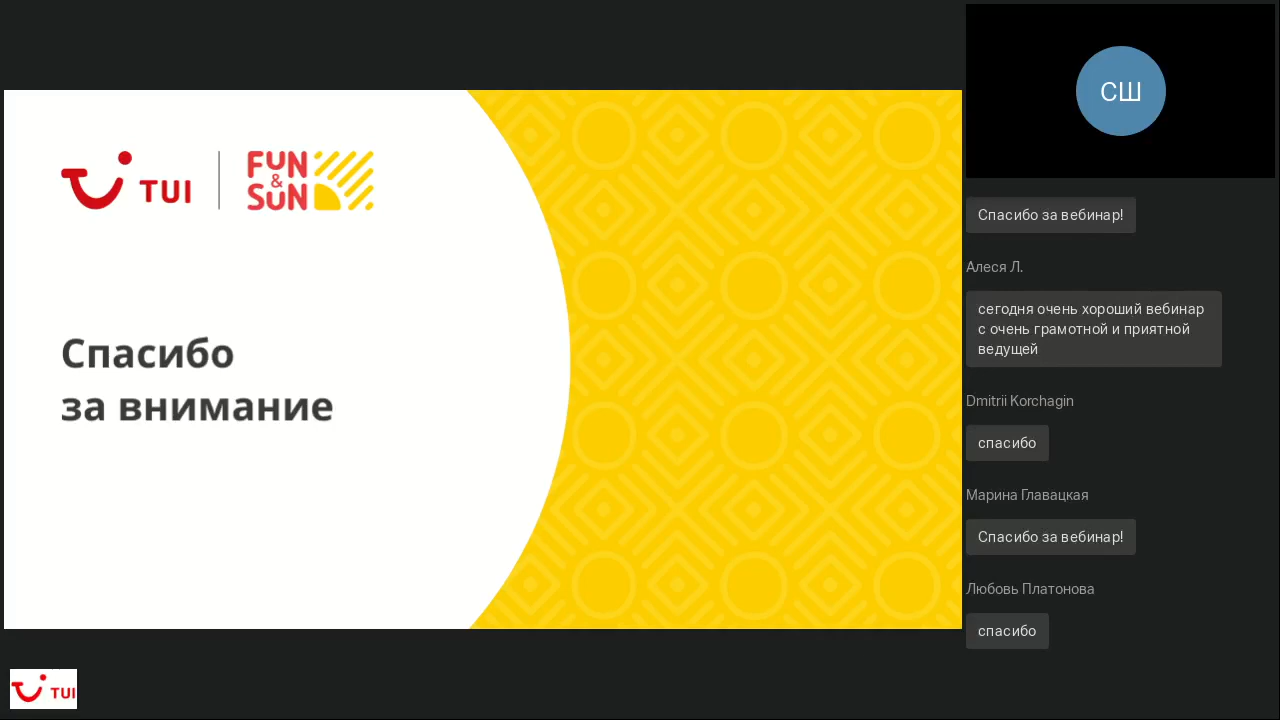 TUI
FUN
&
SUN
Спасибо
за внимание
СШ
Спасибо за вебинар!
Алеся Л.
сегодня очень хороший вебинар
с очень грамотной и приятной
ведущей
Dmitrii Korchagin
спасибо
Марина Главацкая
Спасибо за вебинар!
Любовь Платонова
спасибо
TUI